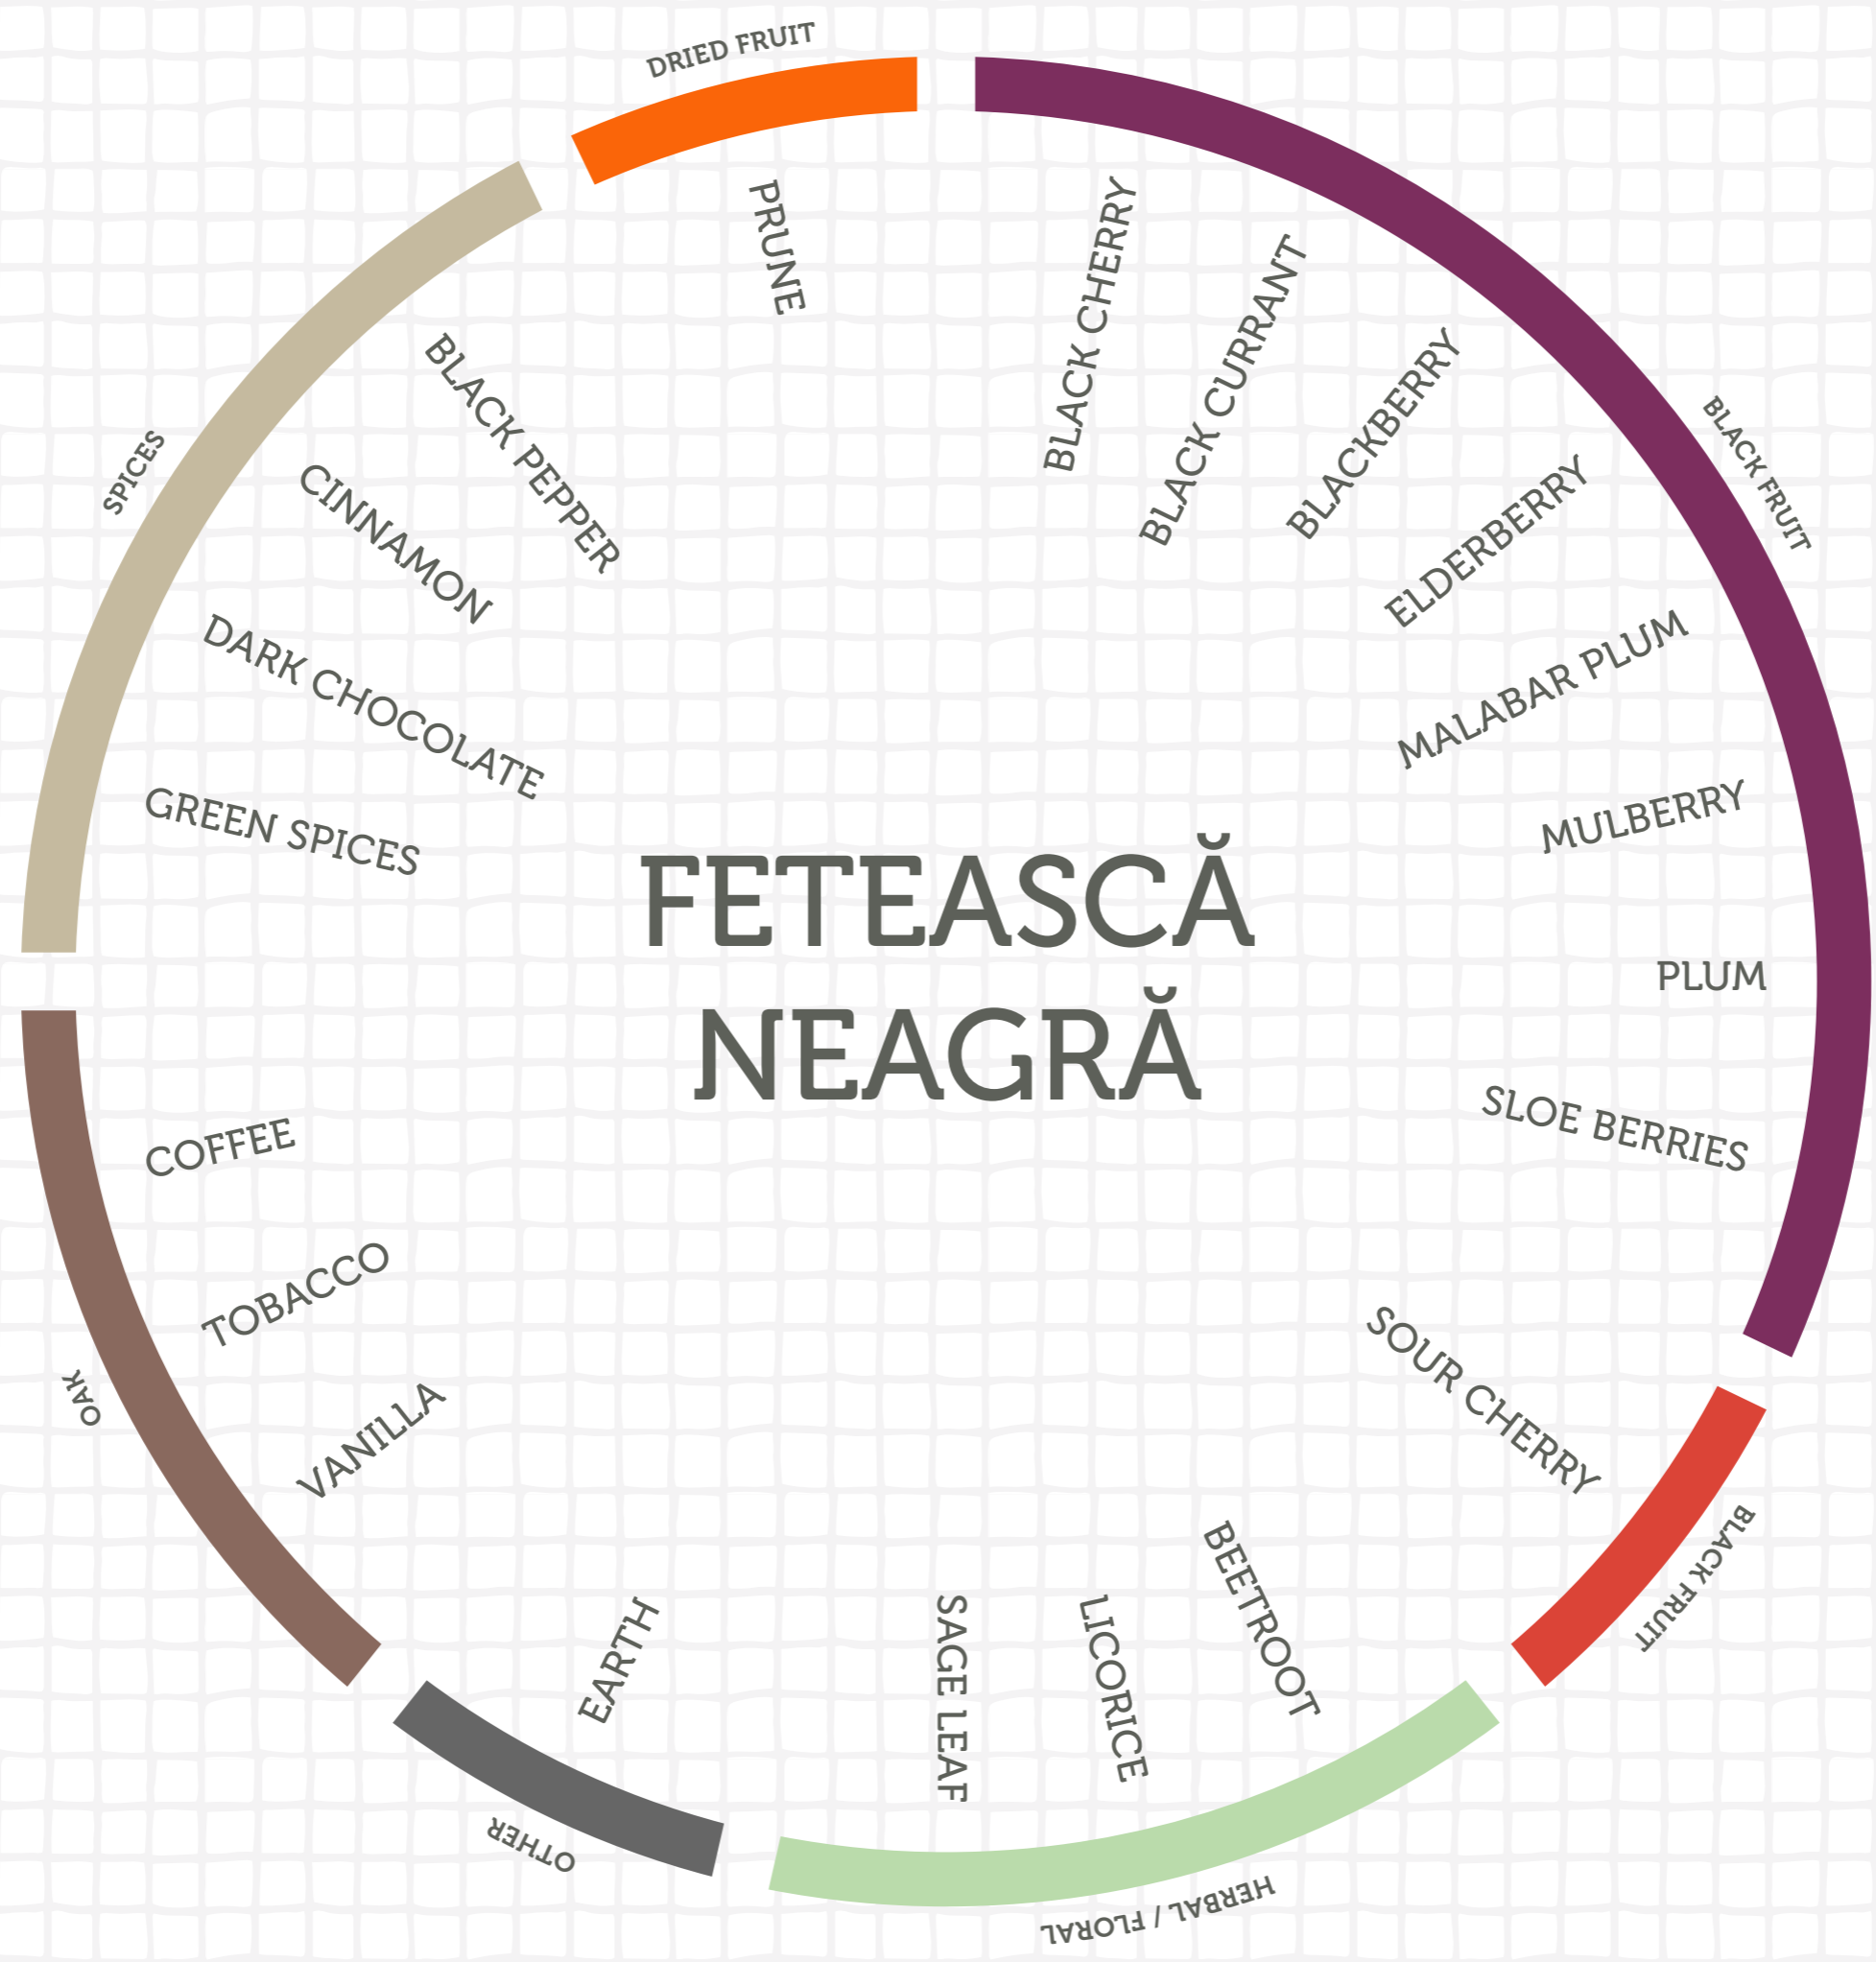 DRIED FRUIT
PRUNE
BLACK FRUIT
BLACK CHERRY
BLACK CURRANT
BLACKBERRY
ELDERBERRY
MALABAR PLUM
MULBERRY
PLUM
SLOE BERRIES
BLACK FRUIT
SOUR CHERRY
HERBAL / FLORAL
BEETROOT
LICORICE
SAGE LEAF
OTHER
EARTH
OAK
VANILLA
TOBACCO
COFFEE
SPICES
GREEN SPICES
DARK CHOCOLATE
CINNAMON
BLACK PEPPER
FETEASCĂ
NEAGRĂ